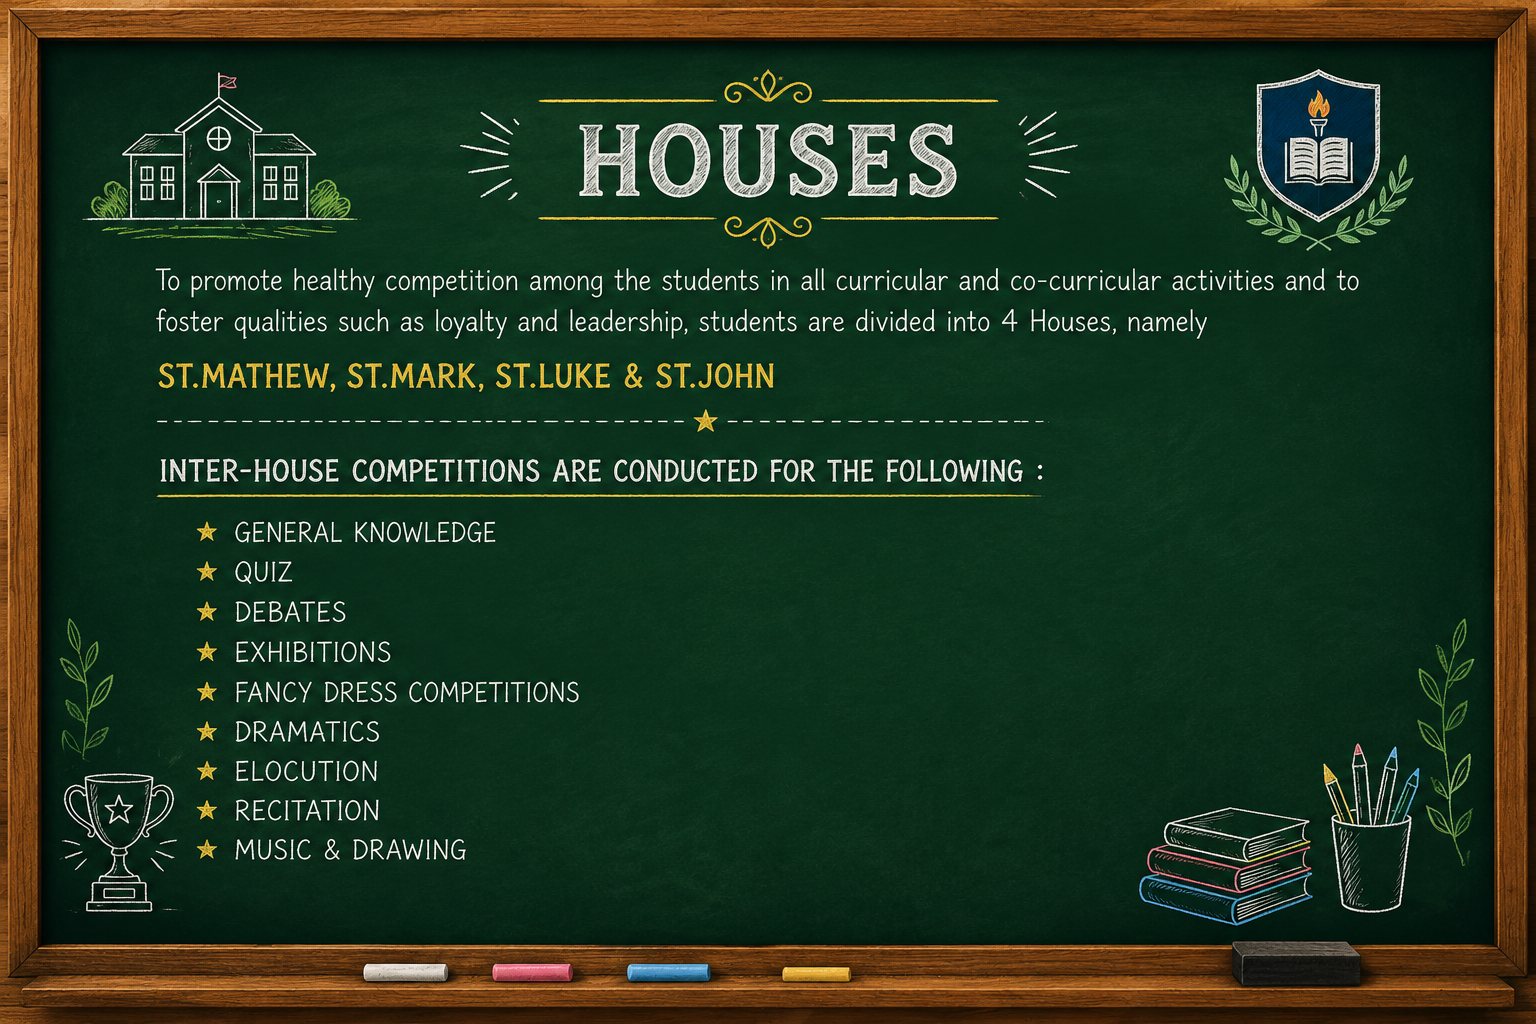 HOUSES
To promote healthy competition among the students in all curricular and co-curricular activities and to
foster qualities such as loyalty and leadership, students are divided into 4 Houses, namely
ST.MATHEW, ST.MARK, ST.LUKE & ST.JOHN
INTER-HOUSE COMPETITIONS ARE CONDUCTED FOR THE FOLLOWING :
GENERAL KNOWLEDGE
QUIZ
DEBATES
EXHIBITIONS
FANCY DRESS COMPETITIONS
DRAMATICS
ELOCUTION
RECITATION
MUSIC & DRAWING